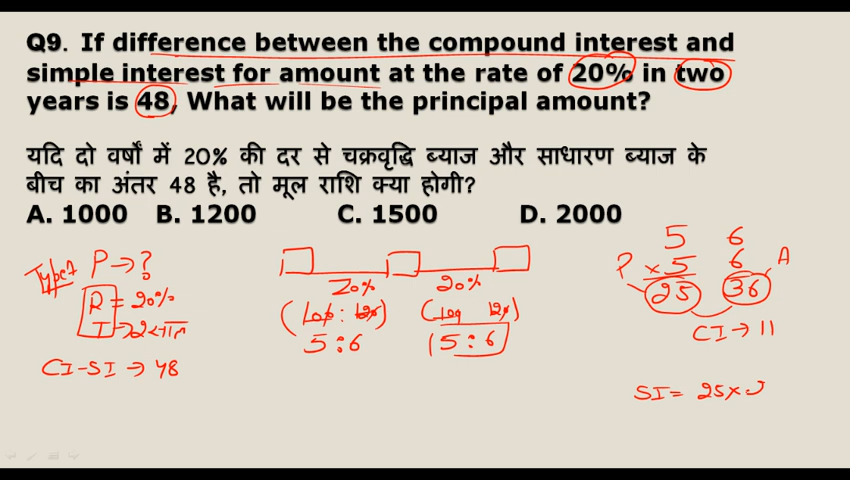 Q9. If difference between the compound interest and
simple interest for amount at the rate of 20% in two
years is 48, What will be the principal amount?
यदि दो वर्षों में 20% की दर से चक्रवृद्धि ब्याज और साधारण ब्याज के
बीच का अंतर 48 है, तो मूल राशि क्या होगी?
A. 1000 B. 1200 C. 1500 D. 2000
P → ?
R = 20%
CI-SI → 48
20% 20%
5 : 6 5 : 6
5 6
P × 5 6 A
25 36
CI → 11
SI = 25 ×